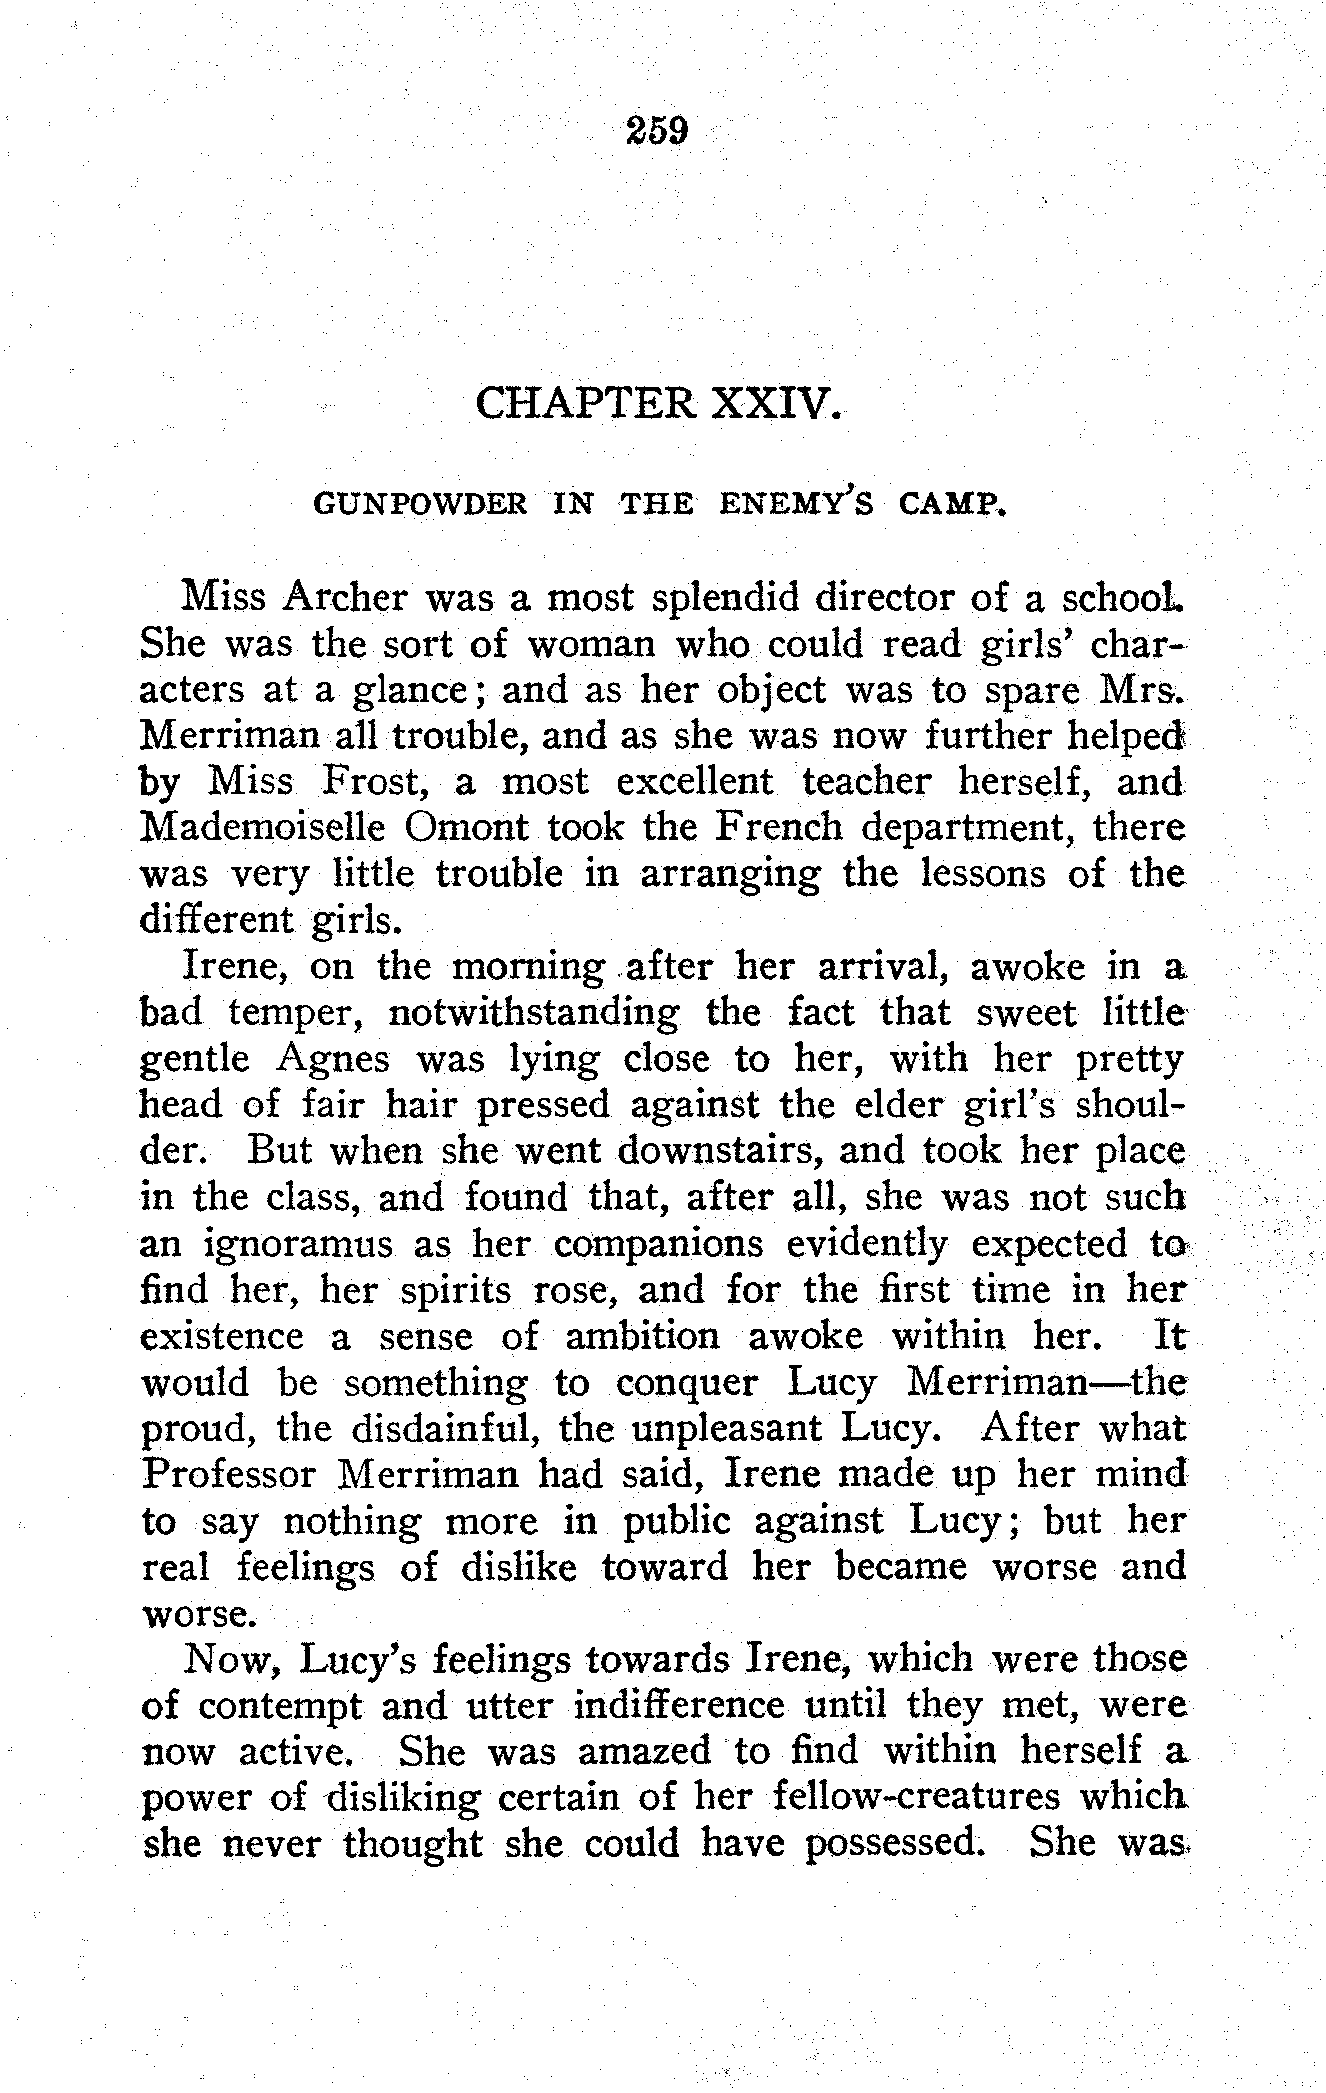 259
CHAPTER XXIV.
GUNPOWDER IN THE ENEMY'S CAMP.
Miss Archer was a most splendid director of a school.
She was the sort of woman who could read girls' char-
acters at a glance; and as her object was to spare Mrs.
Merriman all trouble, and as she was now further helped
by Miss Frost, a most excellent teacher herself, and
Mademoiselle Omont took the French department, there
was very little trouble in arranging the lessons of the
different girls.
Irene, on the morning after her arrival, awoke in a
bad temper, notwithstanding the fact that sweet little
gentle Agnes was lying close to her, with her pretty
head of fair hair pressed against the elder girl's shoul-
der. But when she went downstairs, and took her place
in the class, and found that, after all, she was not such
an ignoramus as her companions evidently expected to
find her, her spirits rose, and for the first time in her
existence a sense of ambition awoke within her. It
would be something to conquer Lucy Merriman—the
proud, the disdainful, the unpleasant Lucy. After what
Professor Merriman had said, Irene made up her mind
to say nothing more in public against Lucy; but her
real feelings of dislike toward her became worse and
worse.
Now, Lucy's feelings towards Irene, which were those
of contempt and utter indifference until they met, were
now active. She was amazed to find within herself a
power of disliking certain of her fellow-creatures which
she never thought she could have possessed. She was